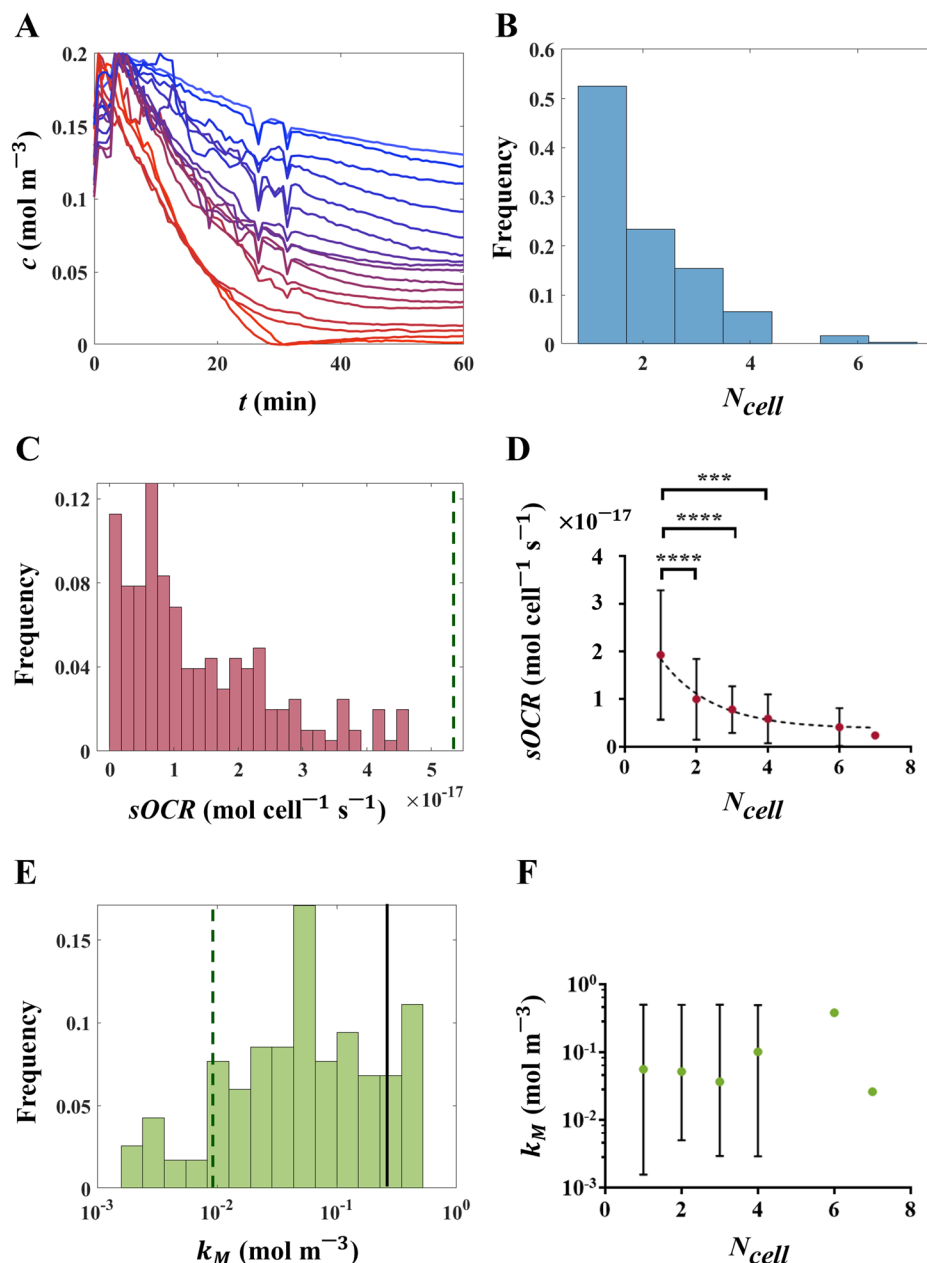 A
0.2
0.15
0.1
0.05
0
c (mol m⁻³)
0 20 40 60
t (min)
B
0.6
0.5
0.4
0.3
0.2
0.1
0
Frequency
2 4 6
N_cell
C
0.12
0.08
0.04
0
Frequency
0 1 2 3 4 5
×10⁻¹⁷
sOCR (mol cell⁻¹ s⁻¹)
D
***
****
****
×10⁻¹⁷
4
3
2
1
0
sOCR (mol cell⁻¹ s⁻¹)
0 2 4 6 8
N_cell
E
0.15
0.1
0.05
0
Frequency
10⁻³ 10⁻² 10⁻¹ 10⁰
k_M (mol m⁻³)
F
10⁰
10⁻¹
10⁻²
10⁻³
k_M (mol m⁻³)
0 2 4 6 8
N_cell